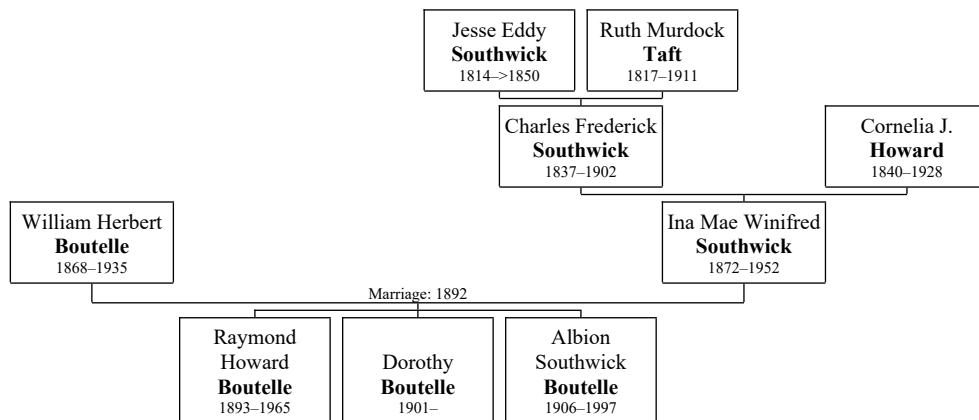 Jesse Eddy
Southwick
1814–>1850
Ruth Murdock
Taft
1817–1911
Charles Frederick
Southwick
1837–1902
Cornelia J.
Howard
1840–1928
William Herbert
Boutelle
1868–1935
Ina Mae Winifred
Southwick
1872–1952
Marriage: 1892
Raymond
Howard
Boutelle
1893–1965
Dorothy
Boutelle
1901–
Albion
Southwick
Boutelle
1906–1997